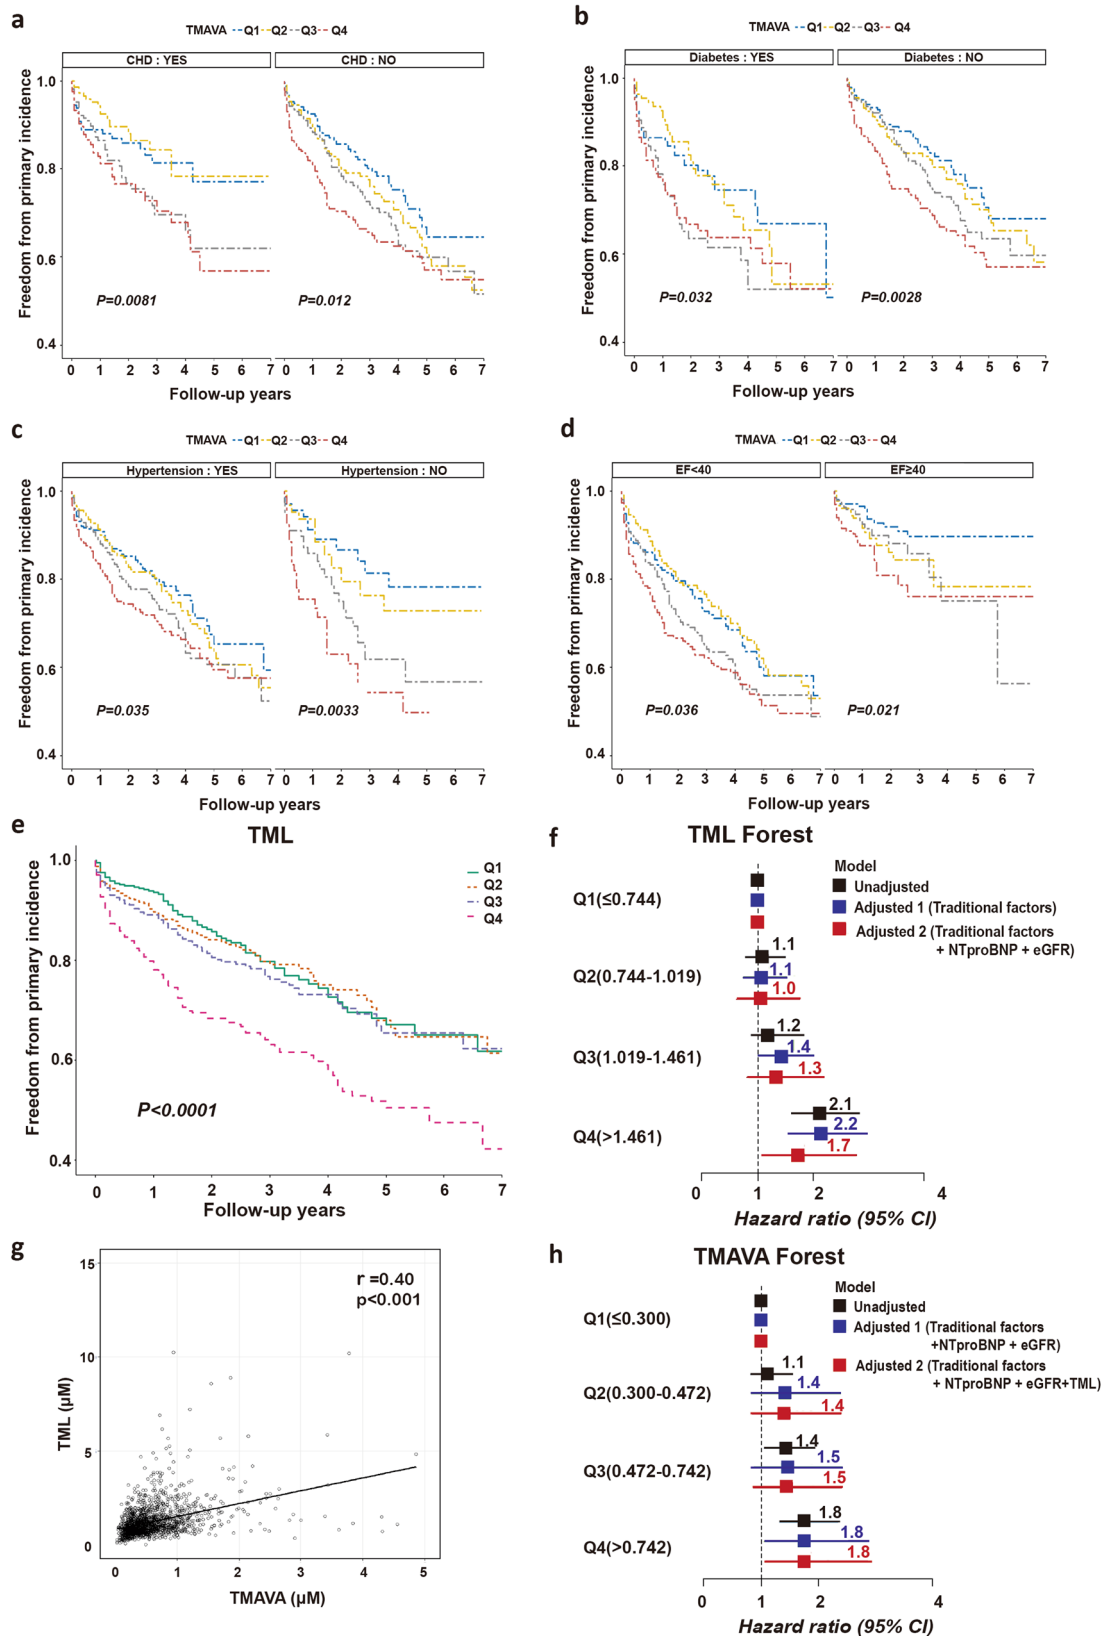 a
TMAVA Q1 Q2 Q3 Q4
CHD : YES CHD : NO
Freedom from primary incidence
1.0
0.8
0.6
0.4
P=0.0081 P=0.012
0 1 2 3 4 5 6 7 0 1 2 3 4 5 6 7
Follow-up years
b
TMAVA Q1 Q2 Q3 Q4
Diabetes : YES Diabetes : NO
Freedom from primary incidence
1.0
0.8
0.6
0.4
P=0.032 P=0.0028
0 1 2 3 4 5 6 7 0 1 2 3 4 5 6 7
Follow-up years
c
TMAVA Q1 Q2 Q3 Q4
Hypertension : YES Hypertension : NO
Freedom from primary incidence
1.0
0.8
0.6
0.4
P=0.035 P=0.0033
0 1 2 3 4 5 6 7 0 1 2 3 4 5 6 7
Follow-up years
d
TMAVA Q1 Q2 Q3 Q4
EF<40 EF≥40
Freedom from primary incidence
1.0
0.8
0.6
0.4
P=0.036 P=0.021
0 1 2 3 4 5 6 7 0 1 2 3 4 5 6 7
Follow-up years
e
TML
Freedom from primary incidence
1.0
0.8
0.6
0.4
Q1
Q2
Q3
Q4
P<0.0001
0 1 2 3 4 5 6 7
Follow-up years
f
TML Forest
Model
Unadjusted
Adjusted 1 (Traditional factors)
Adjusted 2 (Traditional factors
+ NTproBNP + eGFR)
Q1(≤0.744)
Q2(0.744-1.019)
1.1
1.1
1.0
Q3(1.019-1.461)
1.2
1.4
1.3
Q4(>1.461)
2.1
2.2
1.7
0 1 2 4
Hazard ratio (95% CI)
g
r =0.40
p<0.001
TML (μM)
15
10
5
0
0 1 2 3 4 5
TMAVA (μM)
h
TMAVA Forest
Model
Unadjusted
Adjusted 1 (Traditional factors
+NTproBNP + eGFR)
Adjusted 2 (Traditional factors
+ NTproBNP + eGFR+TML)
Q1(≤0.300)
Q2(0.300-0.472)
1.1
1.4
1.4
Q3(0.472-0.742)
1.4
1.5
1.5
Q4(>0.742)
1.8
1.8
1.8
0 1 2 4
Hazard ratio (95% CI)